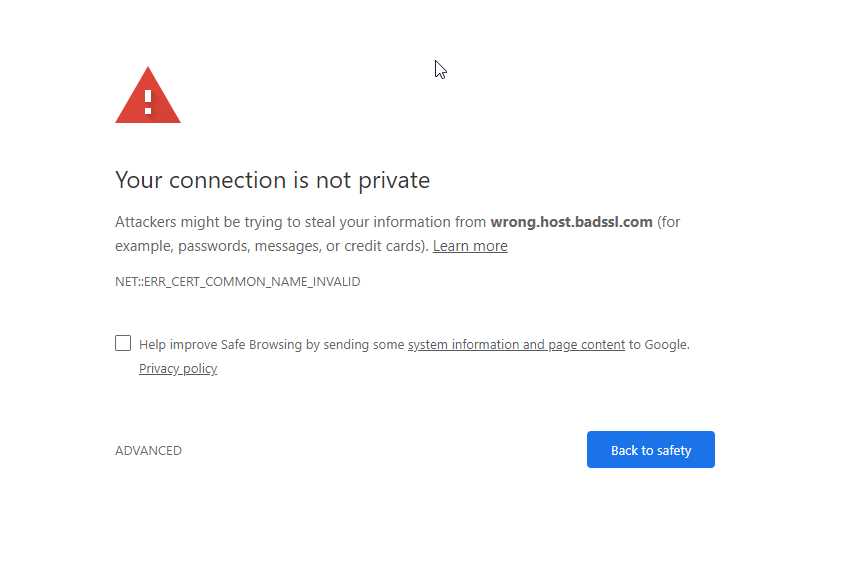 Your connection is not private
Attackers might be trying to steal your information from wrong.host.badssl.com (for
example, passwords, messages, or credit cards). Learn more
NET::ERR_CERT_COMMON_NAME_INVALID
Help improve Safe Browsing by sending some system information and page content to Google.
Privacy policy
ADVANCED
Back to safety